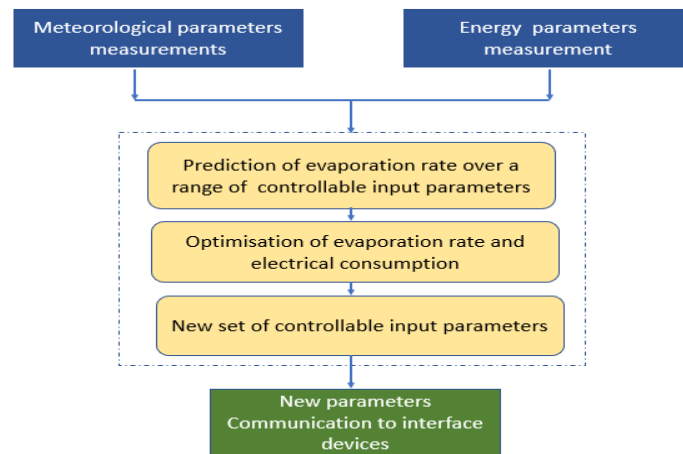 Meteorological parameters
measurements
Energy  parameters
measurement
Prediction of evaporation rate over a
range of  controllable input parameters
Optimisation of evaporation rate and
electrical consumption
New set of controllable input parameters
New parameters
Communication to interface
devices